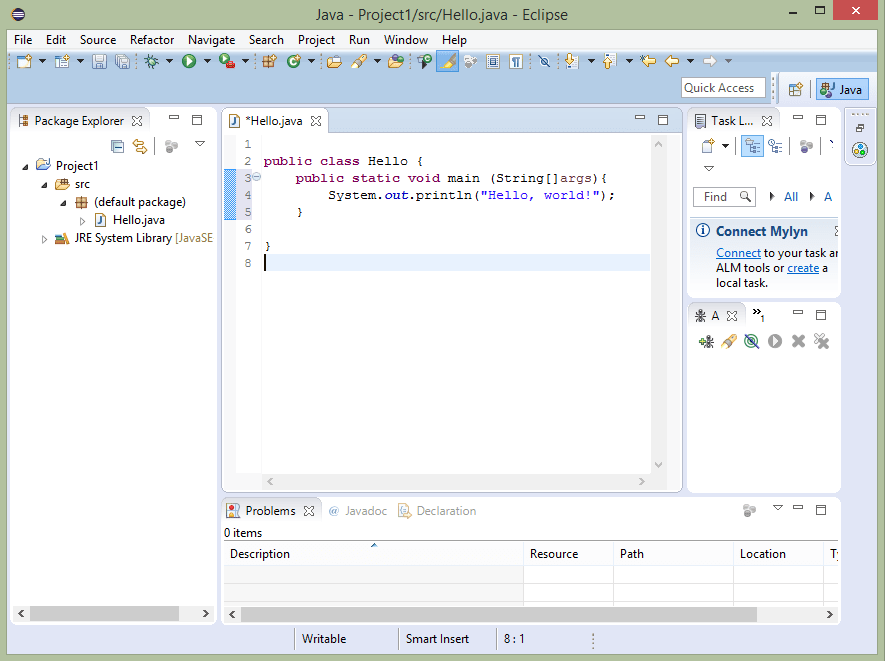 Java - Project1/src/Hello.java - Eclipse
File Edit Source Refactor Navigate Search Project Run Window Help
Quick Access
Java
Package Explorer
Project1
src
(default package)
Hello.java
JRE System Library [JavaSE
*Hello.java
1
2 public class Hello {
3 public static void main (String[]args){
4 System.out.println("Hello, world!");
5 }
6
7 }
8
Task L...
Find All A
Connect Mylyn
Connect to your task ar
ALM tools or create a
local task.
A »1
Problems @ Javadoc Declaration
0 items
Description Resource Path Location Ty
Writable Smart Insert 8 : 1